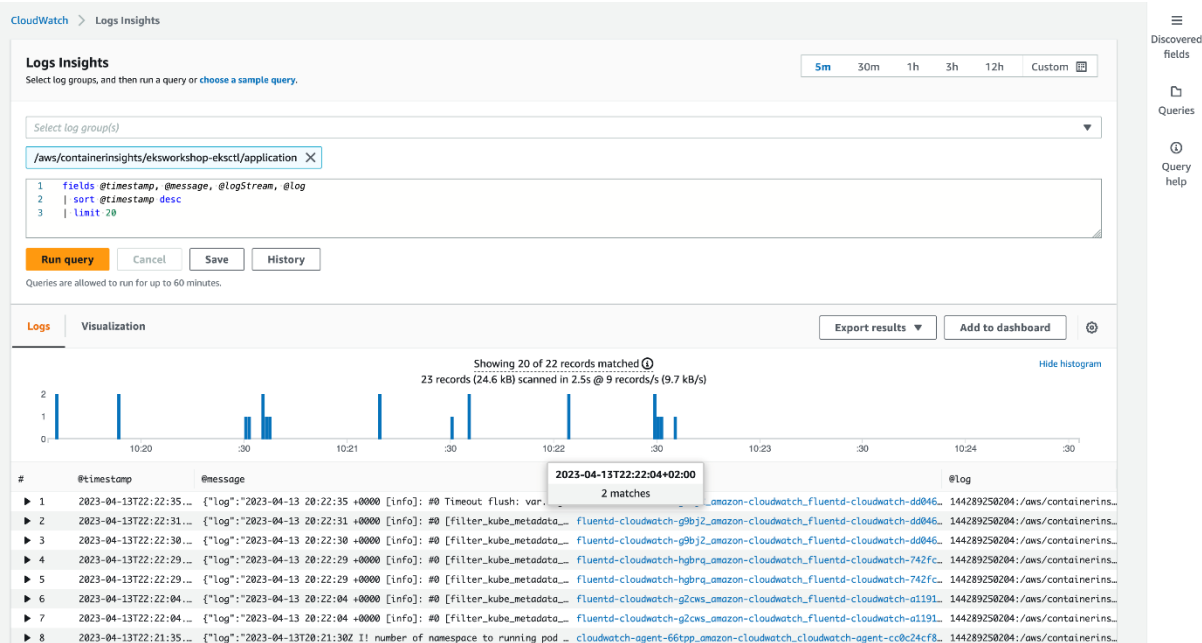 CloudWatch > Logs Insights
Discovered fields
Queries
Query help
Logs Insights
Select log groups, and then run a query or choose a sample query.
5m 30m 1h 3h 12h Custom
Select log group(s)
/aws/containerinsights/eksworkshop-eksctl/application
1 fields @timestamp, @message, @logStream, @log
2 | sort @timestamp desc
3 | limit 20
Run query Cancel Save History
Queries are allowed to run for up to 60 minutes.
Logs Visualization Export results Add to dashboard
Showing 20 of 22 records matched
Hide histogram
23 records (24.6 kB) scanned in 2.5s @ 9 records/s (9.7 kB/s)
2
1
0
10:20 :30 10:21 :30 10:22 :30 10:23 :30 10:24 :30
2023-04-13T22:22:04+02:00
2 matches
# @timestamp @message @log
1 2023-04-13T22:22:35... {"log":"2023-04-13 20:22:35 +0000 [info]: #0 Timeout flush: var. _amazon-cloudwatch_fluentd-cloudwatch-dd046… 144289250204:/aws/containerins…
2 2023-04-13T22:22:31... {"log":"2023-04-13 20:22:31 +0000 [info]: #0 [filter_kube_metadata_… fluentd-cloudwatch-g9bj2_amazon-cloudwatch_fluentd-cloudwatch-dd046… 144289250204:/aws/containerins…
3 2023-04-13T22:22:30... {"log":"2023-04-13 20:22:30 +0000 [info]: #0 [filter_kube_metadata_… fluentd-cloudwatch-g9bj2_amazon-cloudwatch_fluentd-cloudwatch-dd046… 144289250204:/aws/containerins…
4 2023-04-13T22:22:29... {"log":"2023-04-13 20:22:29 +0000 [info]: #0 [filter_kube_metadata_… fluentd-cloudwatch-hgbrq_amazon-cloudwatch_fluentd-cloudwatch-742fc… 144289250204:/aws/containerins…
5 2023-04-13T22:22:29... {"log":"2023-04-13 20:22:29 +0000 [info]: #0 [filter_kube_metadata_… fluentd-cloudwatch-hgbrq_amazon-cloudwatch_fluentd-cloudwatch-742fc… 144289250204:/aws/containerins…
6 2023-04-13T22:22:04... {"log":"2023-04-13 20:22:04 +0000 [info]: #0 [filter_kube_metadata_… fluentd-cloudwatch-g2cws_amazon-cloudwatch_fluentd-cloudwatch-a1191… 144289250204:/aws/containerins…
7 2023-04-13T22:22:04... {"log":"2023-04-13 20:22:04 +0000 [info]: #0 [filter_kube_metadata_… fluentd-cloudwatch-g2cws_amazon-cloudwatch_fluentd-cloudwatch-a1191… 144289250204:/aws/containerins…
8 2023-04-13T22:21:35... {"log":"2023-04-13T20:21:30Z I! number of namespace to running pod … cloudwatch-agent-66tpp_amazon-cloudwatch_cloudwatch-agent-cc0c24cf8… 144289250204:/aws/containerins…